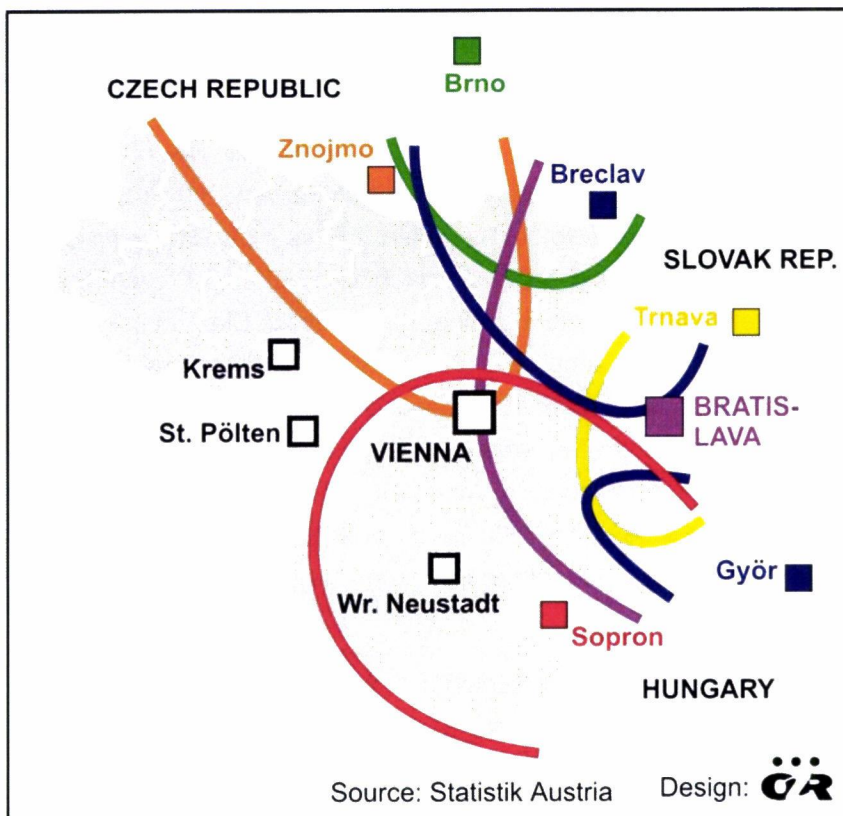 CZECH REPUBLIC
Brno
Znojmo
Breclav
SLOVAK REP.
Trnava
Krems
BRATIS-
LAVA
St. Pölten
VIENNA
Györ
Wr. Neustadt
Sopron
HUNGARY
Source: Statistik Austria
Design: ÖIR